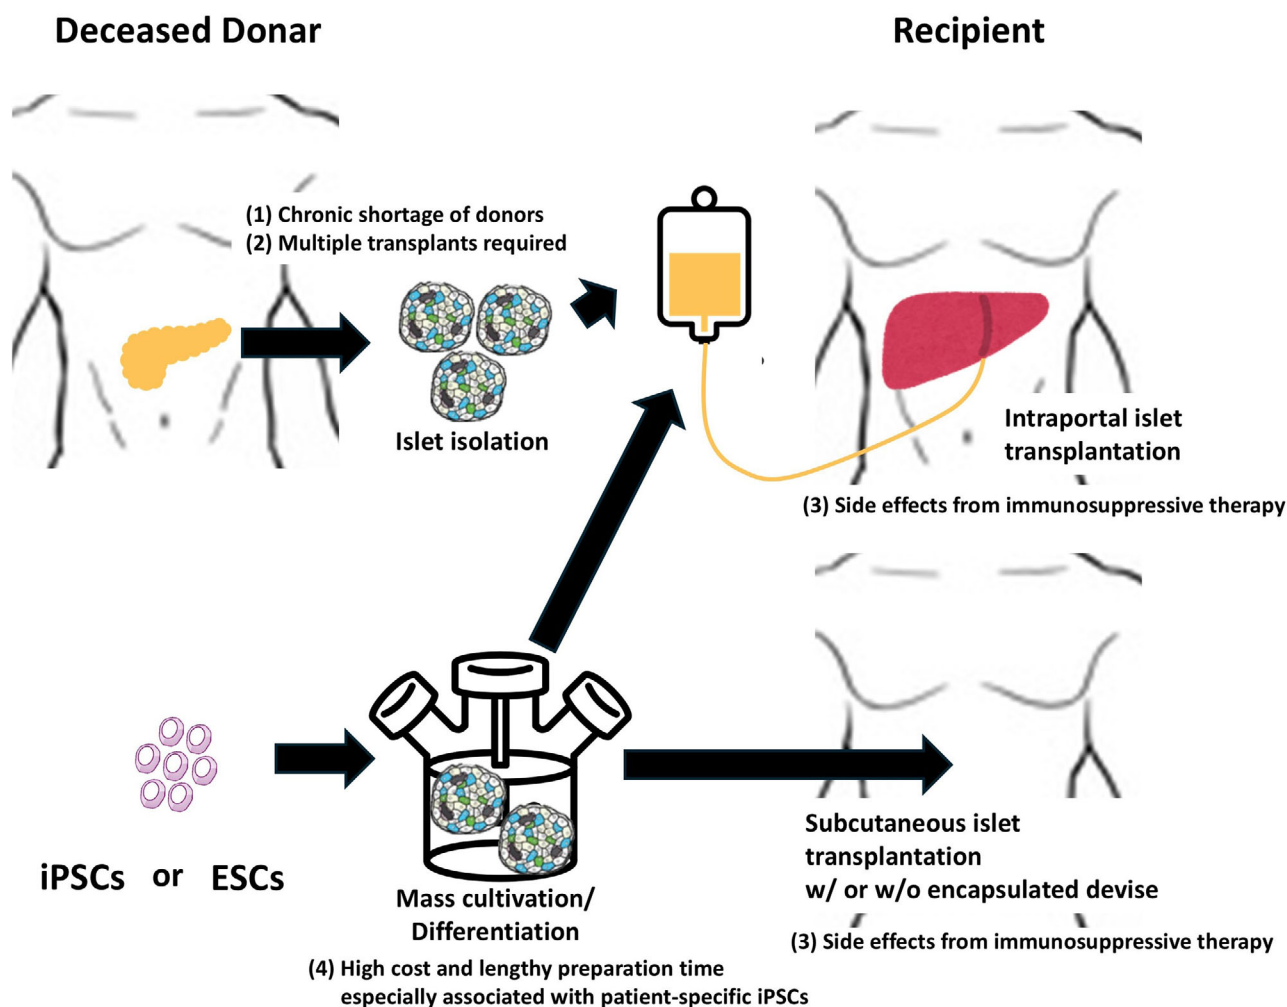 Deceased Donar
Recipient
(1) Chronic shortage of donors
(2) Multiple transplants required
Islet isolation
Intraportal islet
transplantation
(3) Side effects from immunosuppressive therapy
iPSCs or ESCs
Mass cultivation/
Differentiation
(4) High cost and lengthy preparation time
especially associated with patient-specific iPSCs
Subcutaneous islet
transplantation
w/ or w/o encapsulated devise
(3) Side effects from immunosuppressive therapy